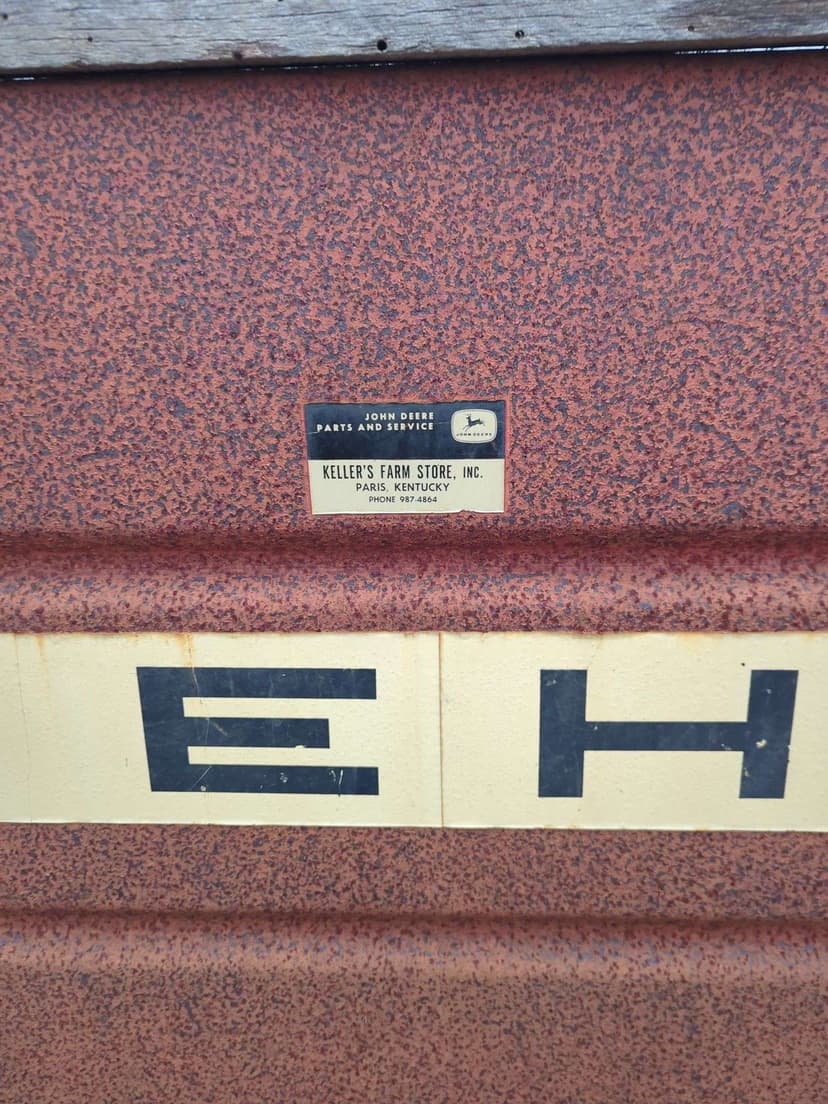 JOHN DEERE
PARTS AND SERVICE
JOHN DEERE
KELLER'S FARM STORE, INC.
PARIS, KENTUCKY
PHONE 987-4864
E H